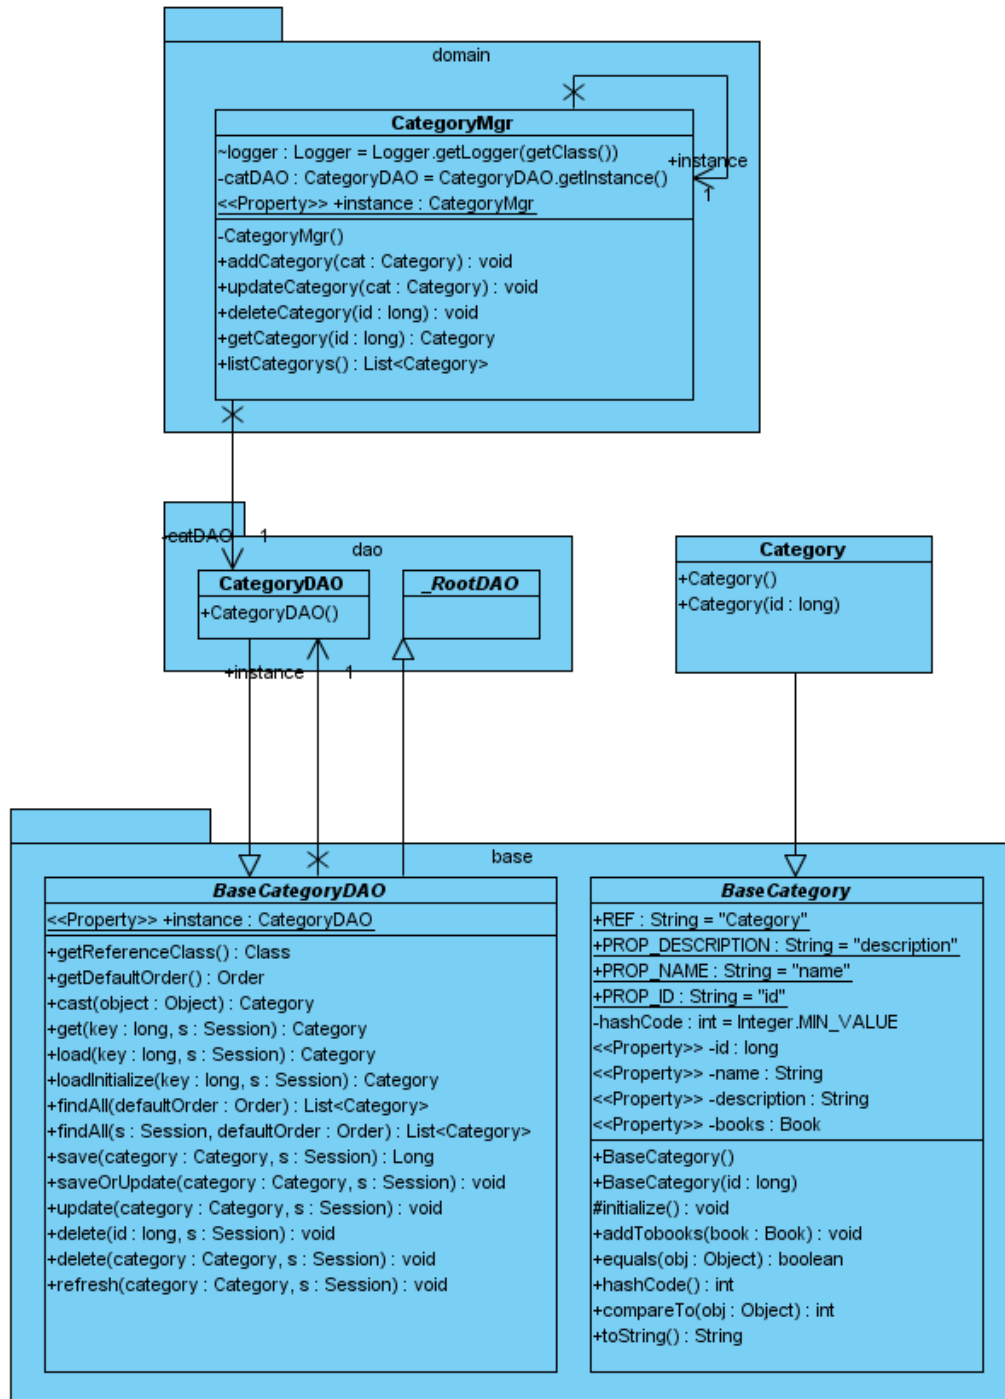 domain
CategoryMgr
~logger : Logger = Logger.getLogger(getClass())
-catDAO : CategoryDAO = CategoryDAO.getInstance()
<<Property>> +instance : CategoryMgr
+instance
1
-CategoryMgr()
+addCategory(cat : Category) : void
+updateCategory(cat : Category) : void
+deleteCategory(id : long) : void
+getCategory(id : long) : Category
+listCategorys() : List<Category>
-catDAO 1
dao
CategoryDAO
+CategoryDAO()
_RootDAO
+instance 1
Category
+Category()
+Category(id : long)
base
BaseCategoryDAO
<<Property>> +instance : CategoryDAO
+getReferenceClass() : Class
+getDefaultOrder() : Order
+cast(object : Object) : Category
+get(key : long, s : Session) : Category
+load(key : long, s : Session) : Category
+loadInitialize(key : long, s : Session) : Category
+findAll(defaultOrder : Order) : List<Category>
+findAll(s : Session, defaultOrder : Order) : List<Category>
+save(category : Category, s : Session) : Long
+saveOrUpdate(category : Category, s : Session) : void
+update(category : Category, s : Session) : void
+delete(id : long, s : Session) : void
+delete(category : Category, s : Session) : void
+refresh(category : Category, s : Session) : void
BaseCategory
+REF : String = "Category"
+PROP_DESCRIPTION : String = "description"
+PROP_NAME : String = "name"
+PROP_ID : String = "id"
-hashCode : int = Integer.MIN_VALUE
<<Property>> -id : long
<<Property>> -name : String
<<Property>> -description : String
<<Property>> -books : Book
+BaseCategory()
+BaseCategory(id : long)
#initialize() : void
+addTobooks(book : Book) : void
+equals(obj : Object) : boolean
+hashCode() : int
+compareTo(obj : Object) : int
+toString() : String